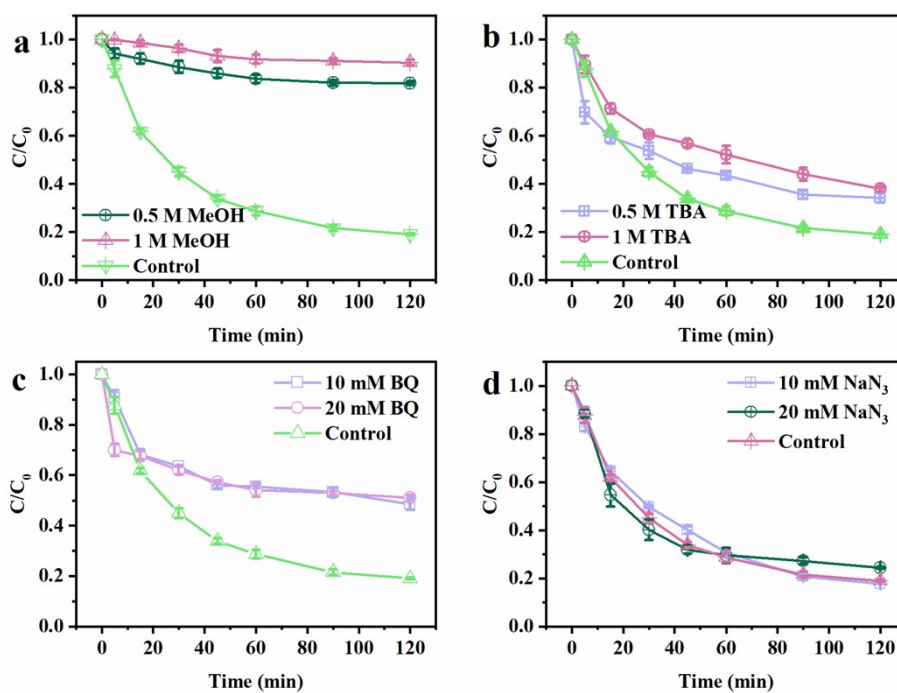 a
1.0
0.8
0.6
0.4
0.2
0.0
C/C0
0.5 M MeOH
1 M MeOH
Control
0 20 40 60 80 100 120
Time (min)
b
1.0
0.8
0.6
0.4
0.2
0.0
C/C0
0.5 M TBA
1 M TBA
Control
0 20 40 60 80 100 120
Time (min)
c
1.0
0.8
0.6
0.4
0.2
0.0
C/C0
10 mM BQ
20 mM BQ
Control
0 20 40 60 80 100 120
Time (min)
d
1.0
0.8
0.6
0.4
0.2
0.0
C/C0
10 mM NaN3
20 mM NaN3
Control
0 20 40 60 80 100 120
Time (min)